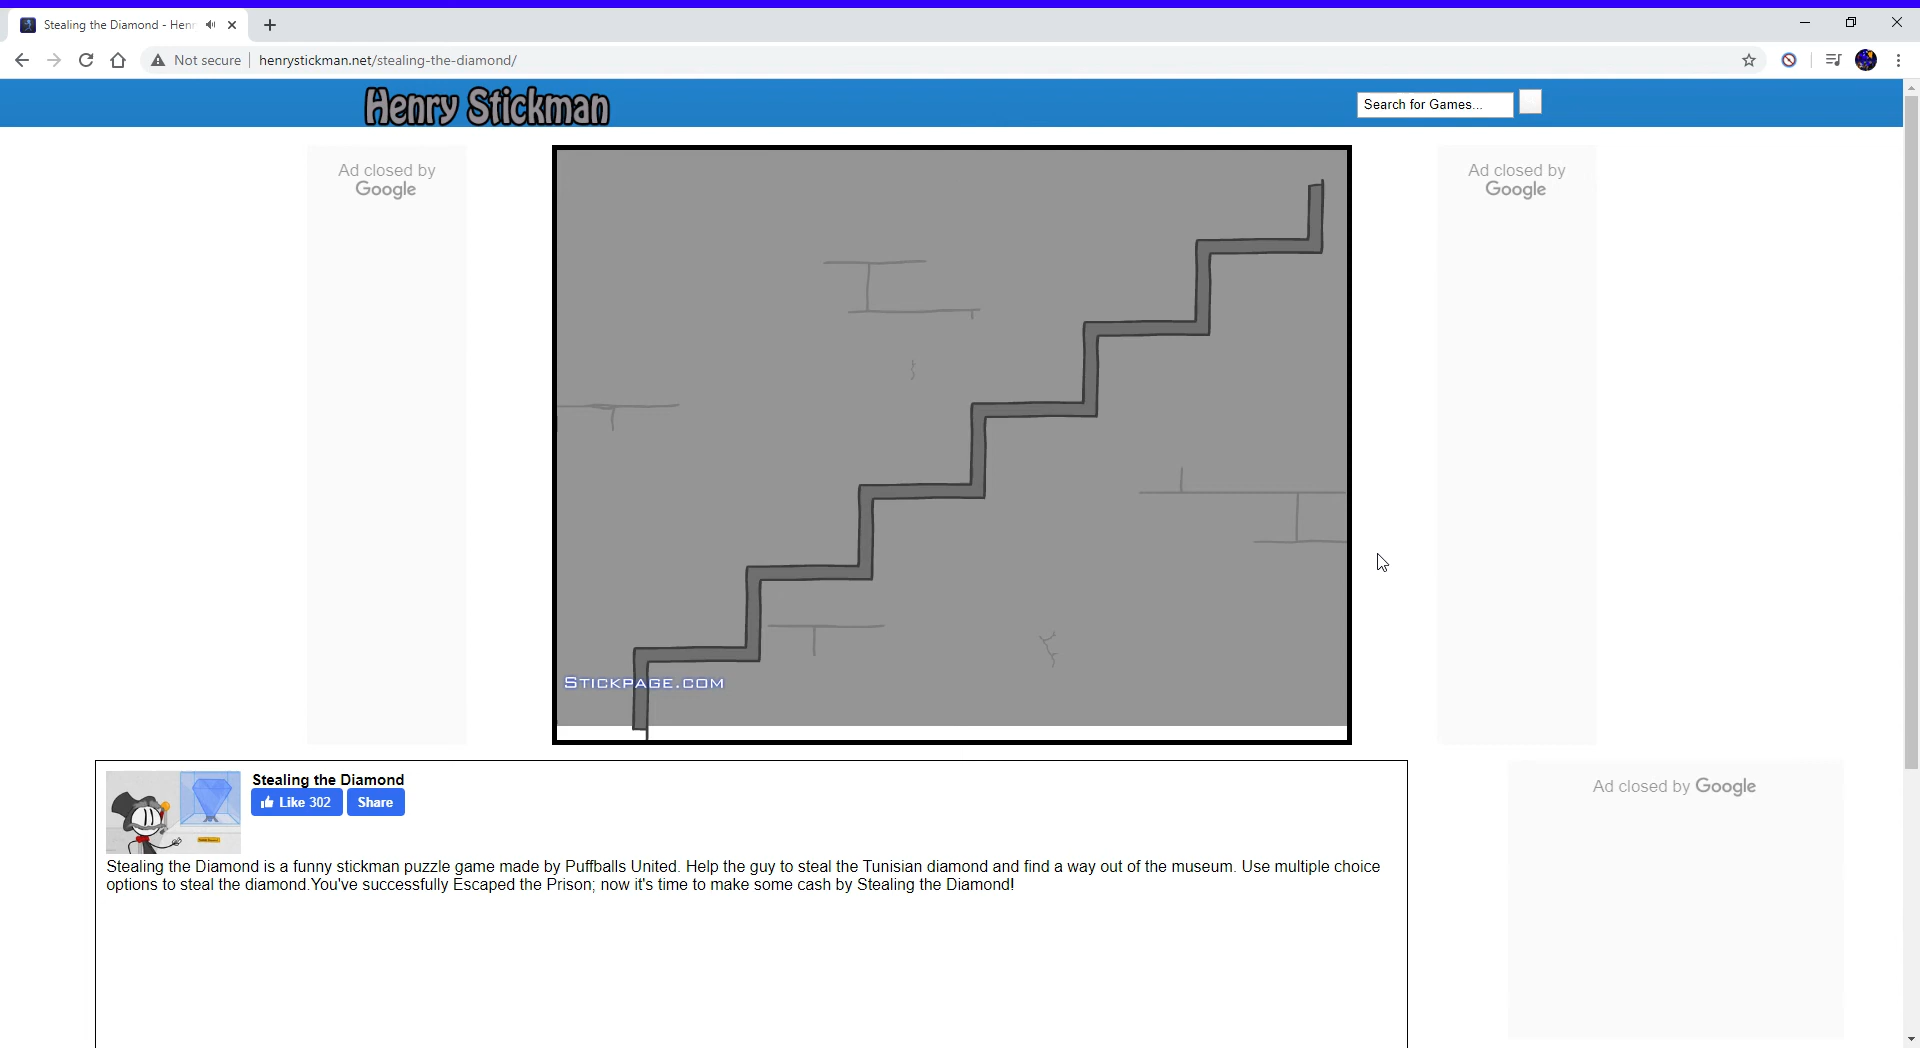 Stealing the Diamond - Hen
Not secure
henrystickman.net/stealing-the-diamond/
Henry Stickman
Search for Games...
Ad closed by
Google
Ad closed by
Google
STICKPAGE.COM
Stealing the Diamond
Like 302
Share
Ad closed by Google
Stealing the Diamond is a funny stickman puzzle game made by Puffballs United. Help the guy to steal the Tunisian diamond and find a way out of the museum. Use multiple choice
options to steal the diamond.You've successfully Escaped the Prison; now it's time to make some cash by Stealing the Diamond!